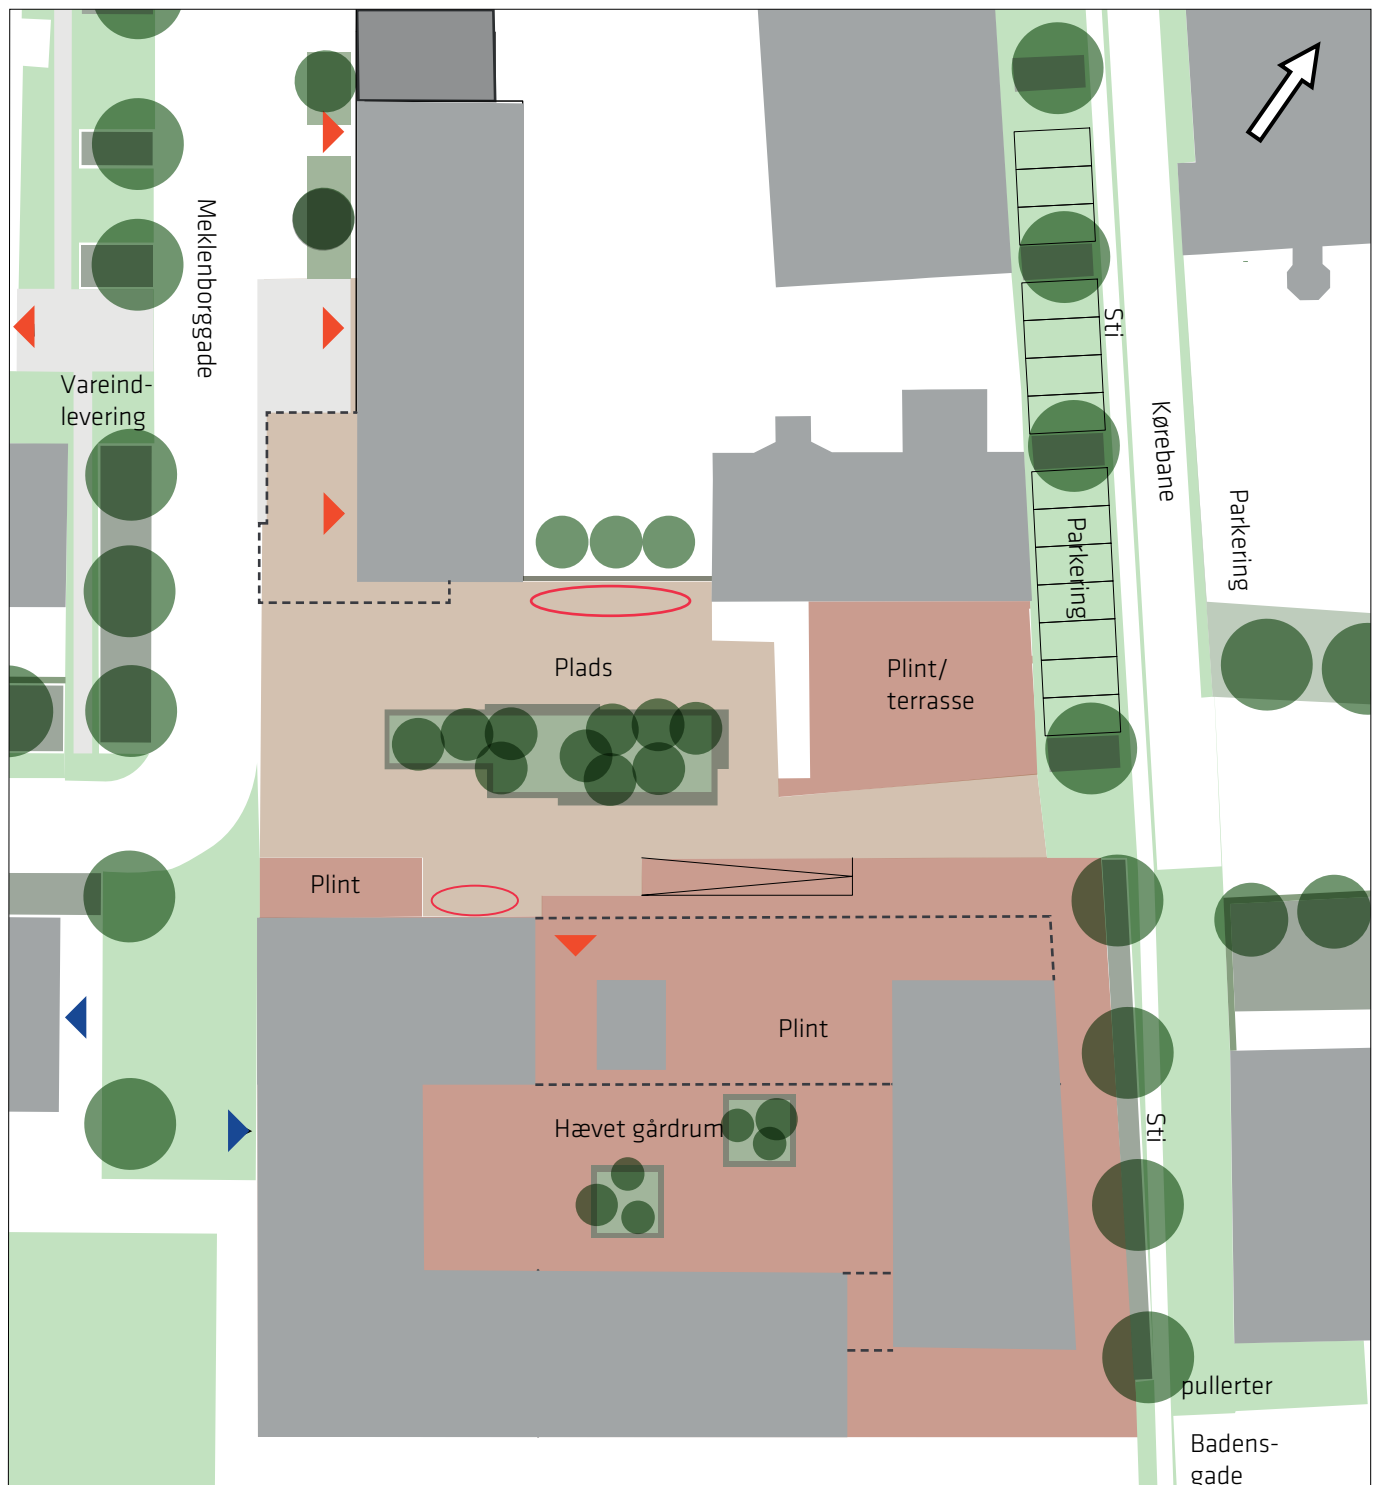 Meklenborggade
Vareind-
levering
Sti
Kørebane
Parkering
Parkering
Plads
Plint/
terrasse
Plint
Plint
Hævet gårdrum
Sti
pullerter
Badens-
gade